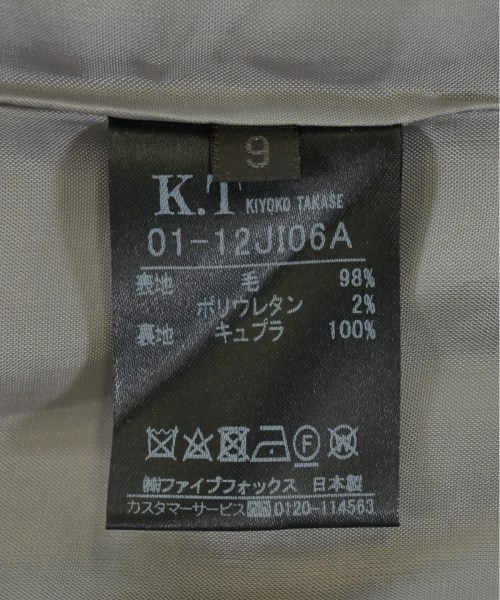 9
K.T KIYOKO TAKASE
01-12JI06A
表地 毛 98%
ポリウレタン 2%
裏地 キュプラ 100%
F W
㈱ファイブフォックス 日本製
カスタマーサービス 0120-114563